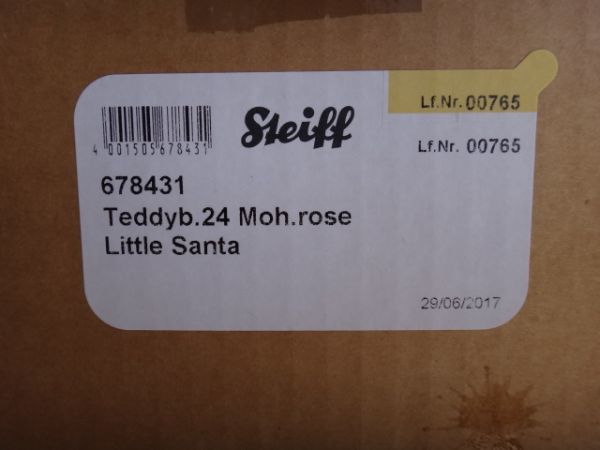 Lf.Nr. 00765
Steiff
Lf.Nr. 00765
4 001505 678431
678431
Teddyb.24 Moh.rose
Little Santa
29/06/2017